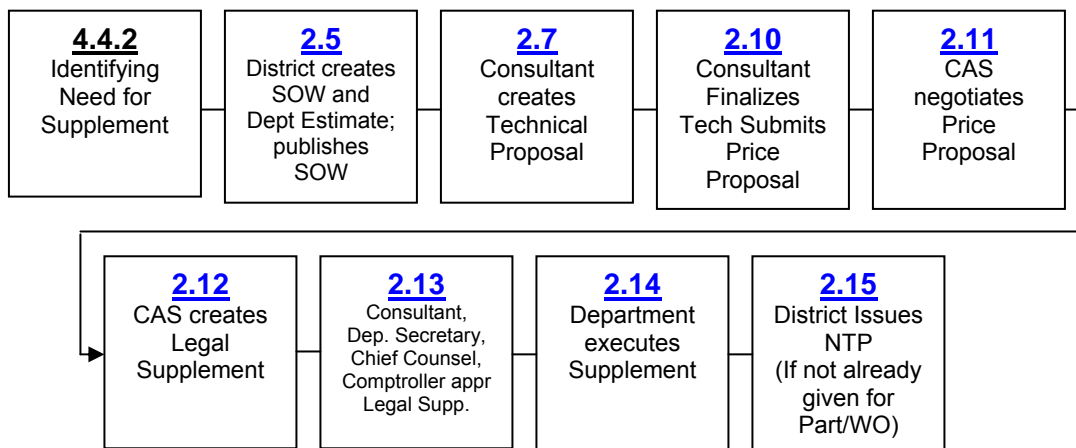 4.4.2
Identifying
Need for
Supplement
2.5
District creates
SOW and
Dept Estimate;
publishes
SOW
2.7
Consultant
creates
Technical
Proposal
2.10
Consultant
Finalizes
Tech Submits
Price
Proposal
2.11
CAS
negotiates
Price
Proposal
2.12
CAS creates
Legal
Supplement
2.13
Consultant,
Dep. Secretary,
Chief Counsel,
Comptroller appr
Legal Supp.
2.14
Department
executes
Supplement
2.15
District Issues
NTP
(If not already
given for
Part/WO)